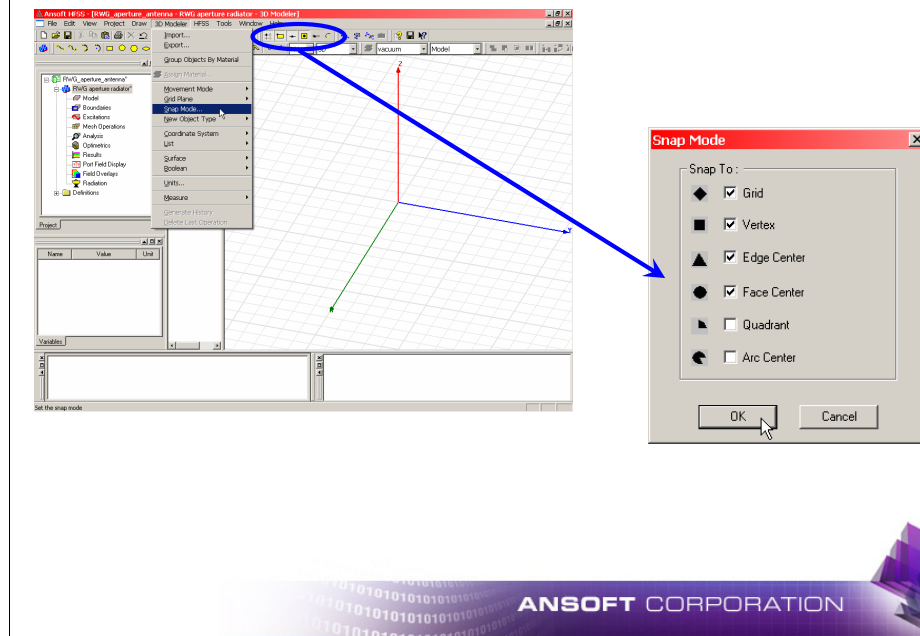 Ansoft HFSS - [RWG_aperture_antenna - RWG aperture radiator - 3D Modeler]
File Edit View Project Draw 3D Modeler HFSS Tools Window Help
vacuum
Model
Import...
Export...
Group Objects By Material
Assign Material...
Movement Mode
Grid Plane
Snap Mode...
New Object Type
Coordinate System
List
Surface
Boolean
Units...
Measure
Generate History
Delete Last Operation
RWG_aperture_antenna*
RWG aperture radiator*
Model
Boundaries
Excitations
Mesh Operations
Analysis
Optimetrics
Results
Port Field Display
Field Overlays
Radiation
Definitions
Project
Name Value Unit
Variables
Z
Y
Set the snap mode
Snap Mode
Snap To :
Grid
Vertex
Edge Center
Face Center
Quadrant
Arc Center
OK Cancel
ANSOFT CORPORATION